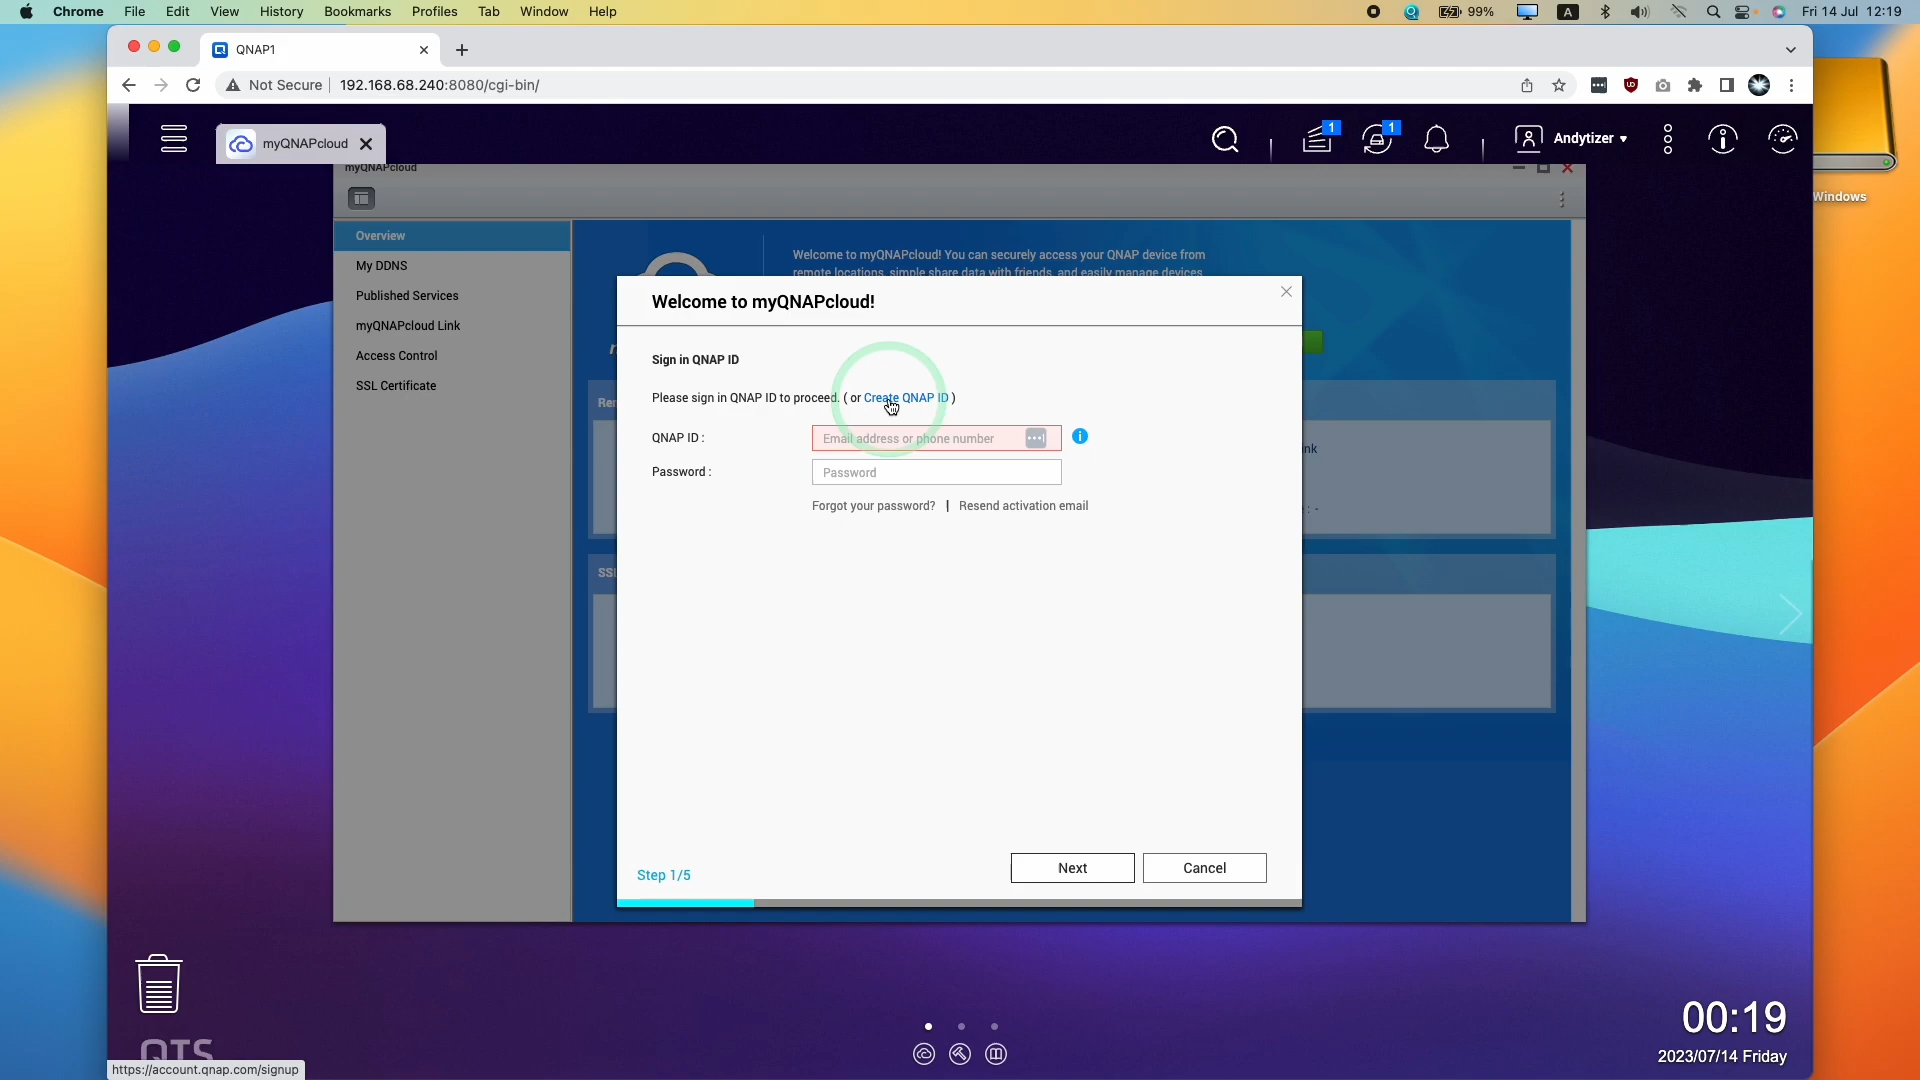 Chrome File Edit View History Bookmarks Profiles Tab Window Help 99% A Fri 14 Jul 12:19
QNAP1
Not Secure 192.168.68.240:8080/cgi-bin/
myQNAPcloud 1 1 Andytizer
Windows
myQNAPcloud
Overview
My DDNS
Published Services
myQNAPcloud Link
Access Control
SSL Certificate
Welcome to myQNAPcloud! You can securely access your QNAP device from
remote locations, simple share data with friends, and easily manage devices
Welcome to myQNAPcloud!
Sign in QNAP ID
Please sign in QNAP ID to proceed. ( or Create QNAP ID )
QNAP ID : Email address or phone number
Password : Password
Forgot your password? | Resend activation email
Step 1/5
Next Cancel
QTS
https://account.qnap.com/signup
00:19
2023/07/14 Friday